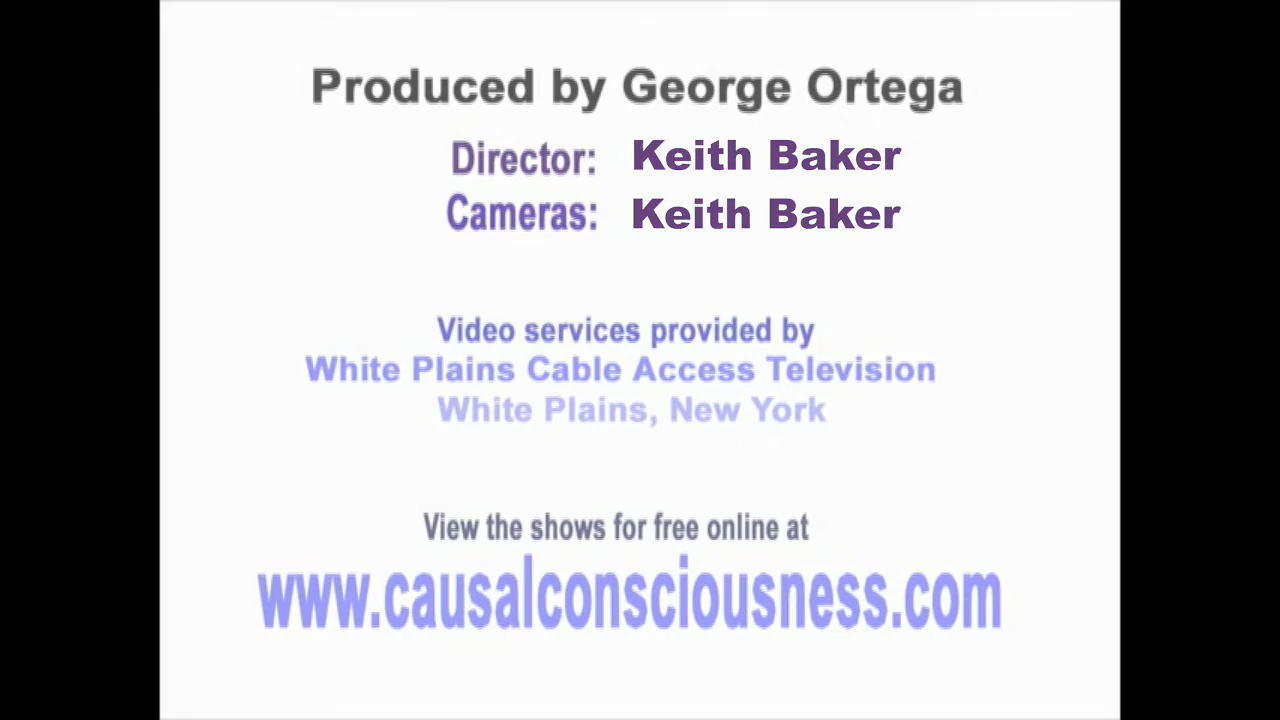 Produced by George Ortega
Director: Keith Baker
Cameras: Keith Baker
Video services provided by
White Plains Cable Access Television
White Plains, New York
View the shows for free online at
www.causalconsciousness.com